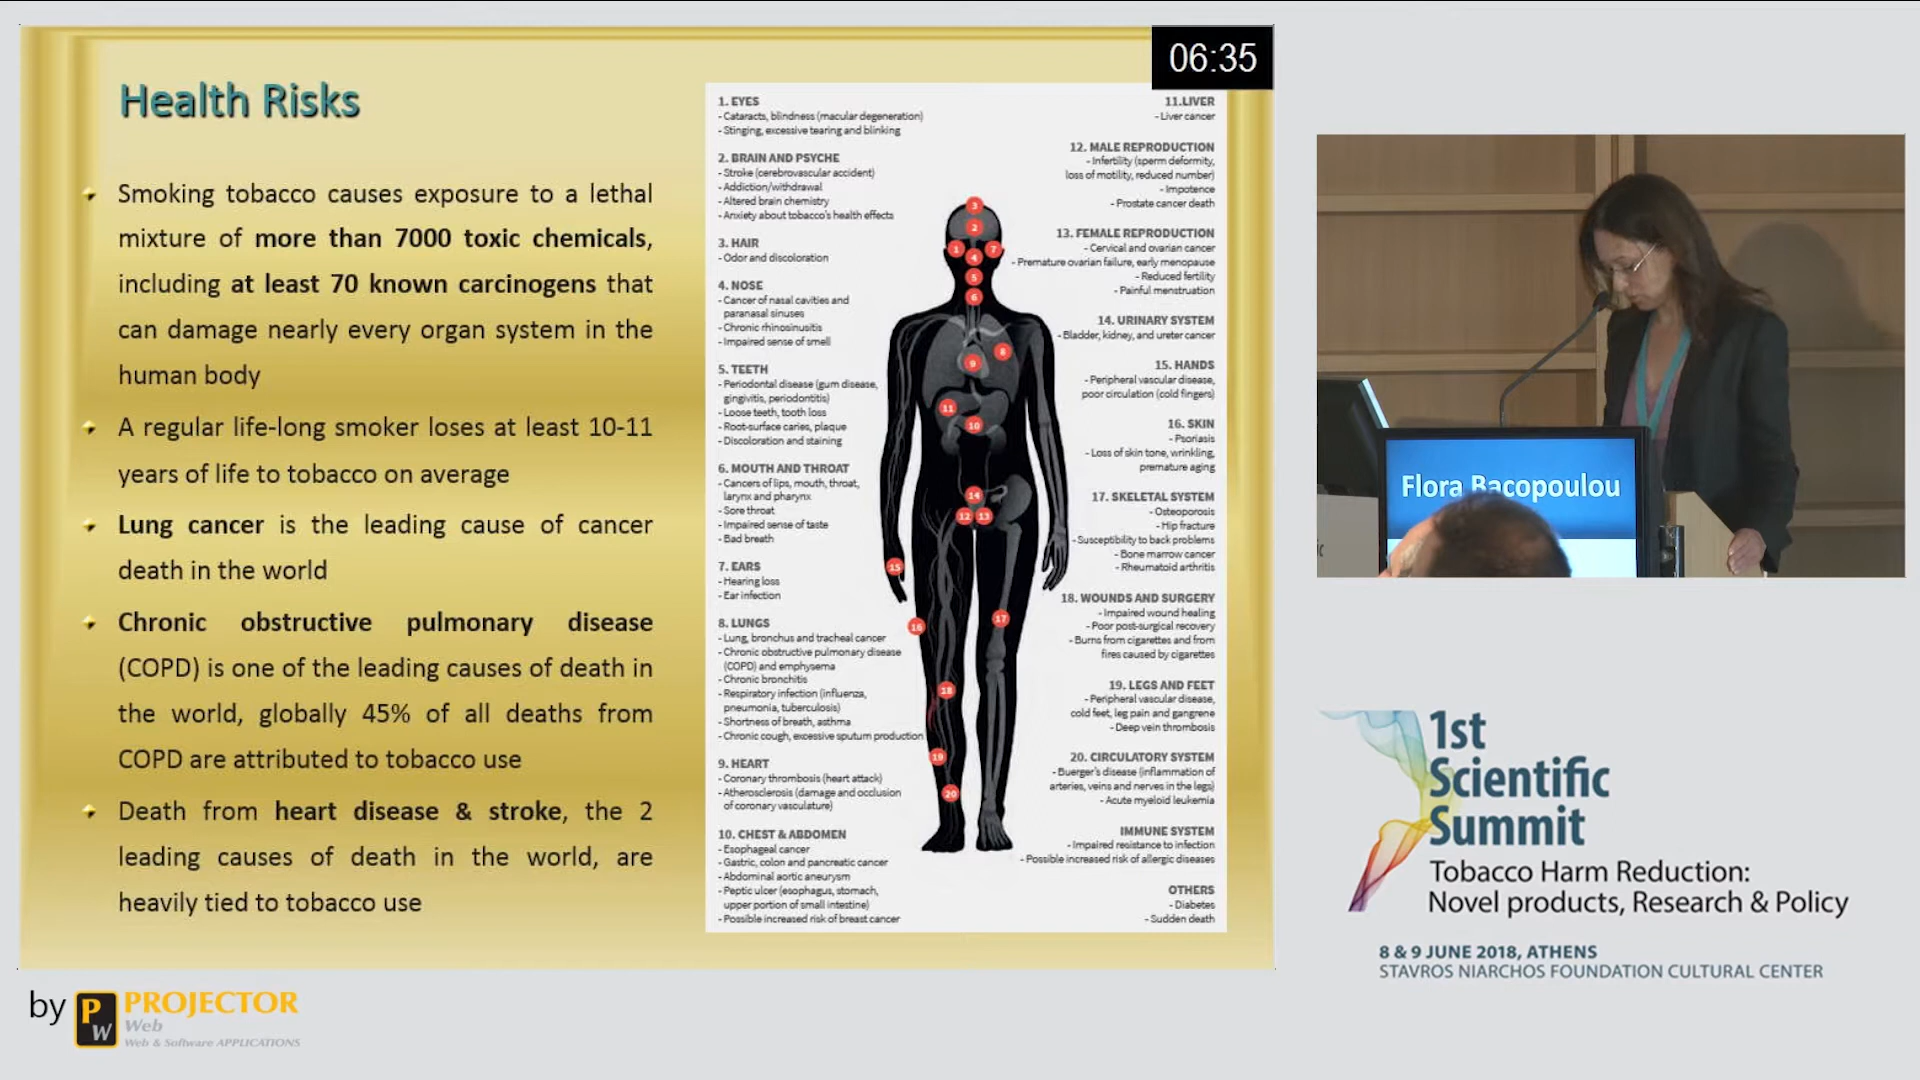 06:35
Health Risks
Smoking tobacco causes exposure to a lethal
mixture of more than 7000 toxic chemicals,
including at least 70 known carcinogens that
can damage nearly every organ system in the
human body
A regular life-long smoker loses at least 10-11
years of life to tobacco on average
Lung cancer is the leading cause of cancer
death in the world
Chronic obstructive pulmonary disease
(COPD) is one of the leading causes of death in
the world, globally 45% of all deaths from
COPD are attributed to tobacco use
Death from heart disease & stroke, the 2
leading causes of death in the world, are
heavily tied to tobacco use
1. EYES
- Cataracts, blindness (macular degeneration)
- Stinging, excessive tearing and blinking
2. BRAIN AND PSYCHE
- Stroke (cerebrovascular accident)
- Addiction/withdrawal
- Altered brain chemistry
- Anxiety about tobacco's health effects
3. HAIR
- Odor and discoloration
4. NOSE
- Cancer of nasal cavities and
paranasal sinuses
- Chronic rhinosinusitis
- Impaired sense of smell
5. TEETH
- Periodontal disease (gum disease,
gingivitis, periodontitis)
- Loose teeth, tooth loss
- Root-surface caries, plaque
- Discoloration and staining
6. MOUTH AND THROAT
- Cancers of lips, mouth, throat,
larynx and pharynx
- Sore throat
- Impaired sense of taste
- Bad breath
7. EARS
- Hearing loss
- Ear infection
8. LUNGS
- Lung, bronchus and tracheal cancer
- Chronic obstructive pulmonary disease
(COPD) and emphysema
- Chronic bronchitis
- Respiratory infection (influenza,
pneumonia, tuberculosis)
- Shortness of breath, asthma
- Chronic cough, excessive sputum production
9. HEART
- Coronary thrombosis (heart attack)
- Atherosclerosis (damage and occlusion
of coronary vasculature)
10. CHEST & ABDOMEN
- Esophageal cancer
- Gastric, colon and pancreatic cancer
- Abdominal aortic aneurysm
- Peptic ulcer (esophagus, stomach,
upper portion of small intestine)
- Possible increased risk of breast cancer
3
2
1
7
4
5
6
8
9
11
10
14
12 13
15
16
17
18
19
20
11.LIVER
- Liver cancer
12. MALE REPRODUCTION
- Infertility (sperm deformity,
loss of motility, reduced number)
- Impotence
- Prostate cancer death
13. FEMALE REPRODUCTION
- Cervical and ovarian cancer
- Premature ovarian failure, early menopause
- Reduced fertility
- Painful menstruation
14. URINARY SYSTEM
- Bladder, kidney, and ureter cancer
15. HANDS
- Peripheral vascular disease,
poor circulation (cold fingers)
16. SKIN
- Psoriasis
- Loss of skin tone, wrinkling,
premature aging
17. SKELETAL SYSTEM
- Osteoporosis
- Hip fracture
- Susceptibility to back problems
- Bone marrow cancer
- Rheumatoid arthritis
18. WOUNDS AND SURGERY
- Impaired wound healing
- Poor post-surgical recovery
- Burns from cigarettes and from
fires caused by cigarettes
19. LEGS AND FEET
- Peripheral vascular disease,
cold feet, leg pain and gangrene
- Deep vein thrombosis
20. CIRCULATORY SYSTEM
- Buerger's disease (inflammation of
arteries, veins and nerves in the legs)
- Acute myeloid leukemia
IMMUNE SYSTEM
- Impaired resistance to infection
- Possible increased risk of allergic diseases
OTHERS
- Diabetes
- Sudden death
Flora Bacopoulou
1st
Scientific
Summit
Tobacco Harm Reduction:
Novel products, Research & Policy
8 & 9 JUNE 2018, ATHENS
STAVROS NIARCHOS FOUNDATION CULTURAL CENTER
by PW PROJECTOR
Web
Web & Software APPLICATIONS